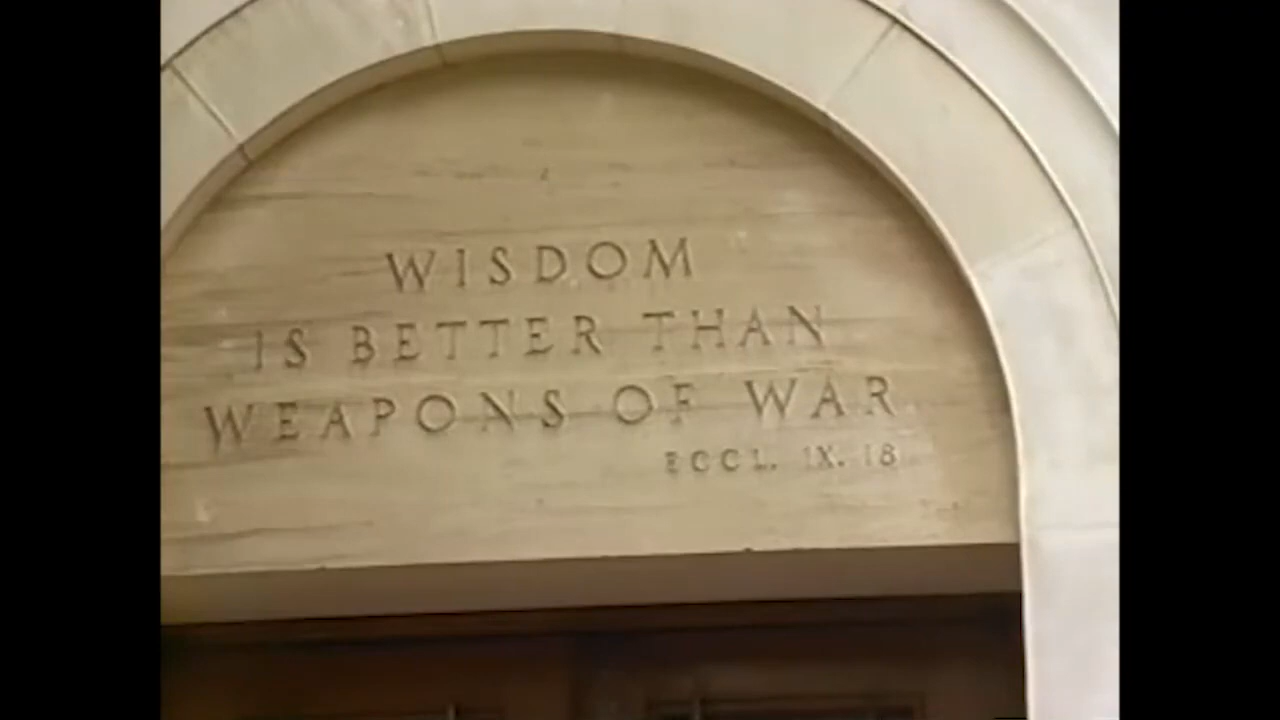 WISDOM
IS BETTER THAN
WEAPONS OF WAR
ECCL. IX. 18